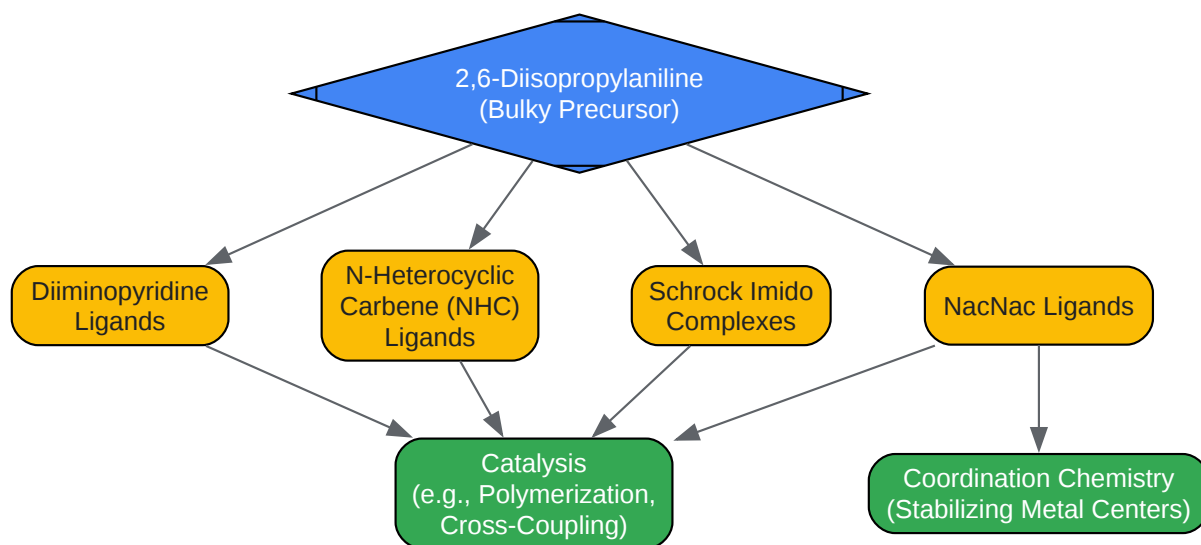 2,6-Diisopropylaniline
(Bulky Precursor)
Diiminopyridine
Ligands
N-Heterocyclic
Carbene (NHC)
Ligands
Schrock Imido
Complexes
NacNac Ligands
Catalysis
(e.g., Polymerization,
Cross-Coupling)
Coordination Chemistry
(Stabilizing Metal Centers)